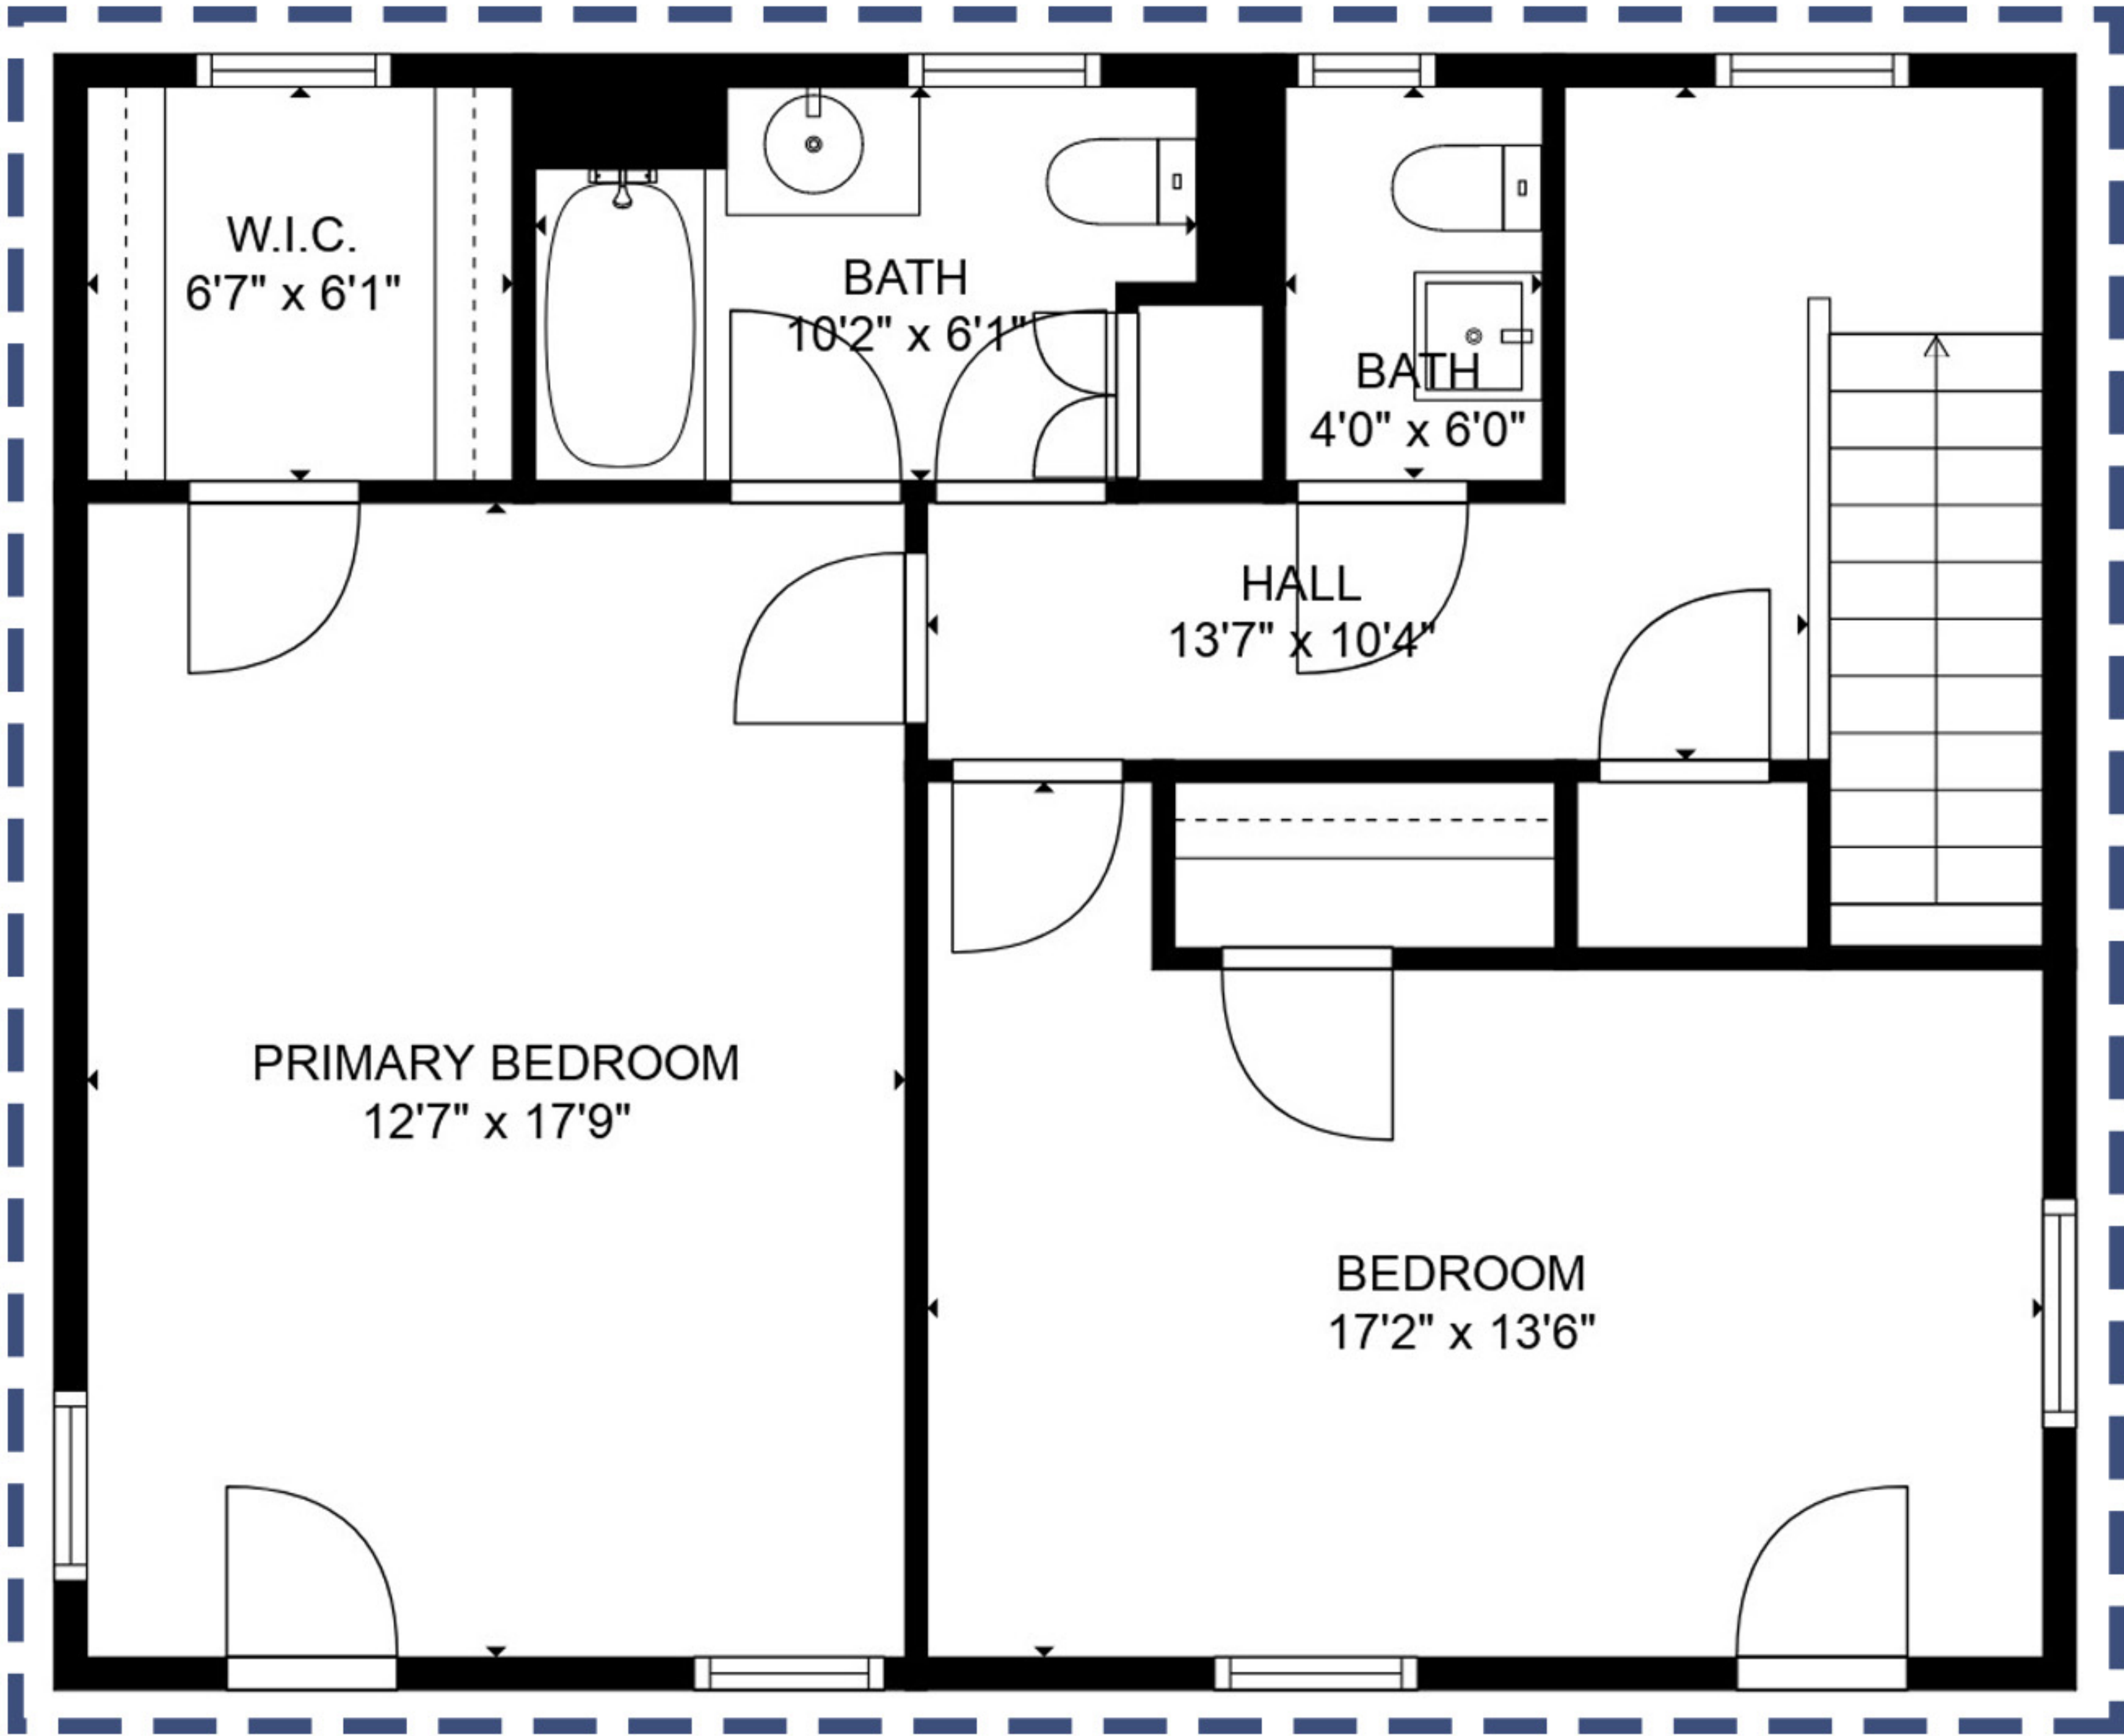 W.I.C.
6'7" x 6'1"
BATH
10'2" x 6'1"
BATH
4'0" x 6'0"
HALL
13'7" x 10'4"
PRIMARY BEDROOM
12'7" x 17'9"
BEDROOM
17'2" x 13'6"